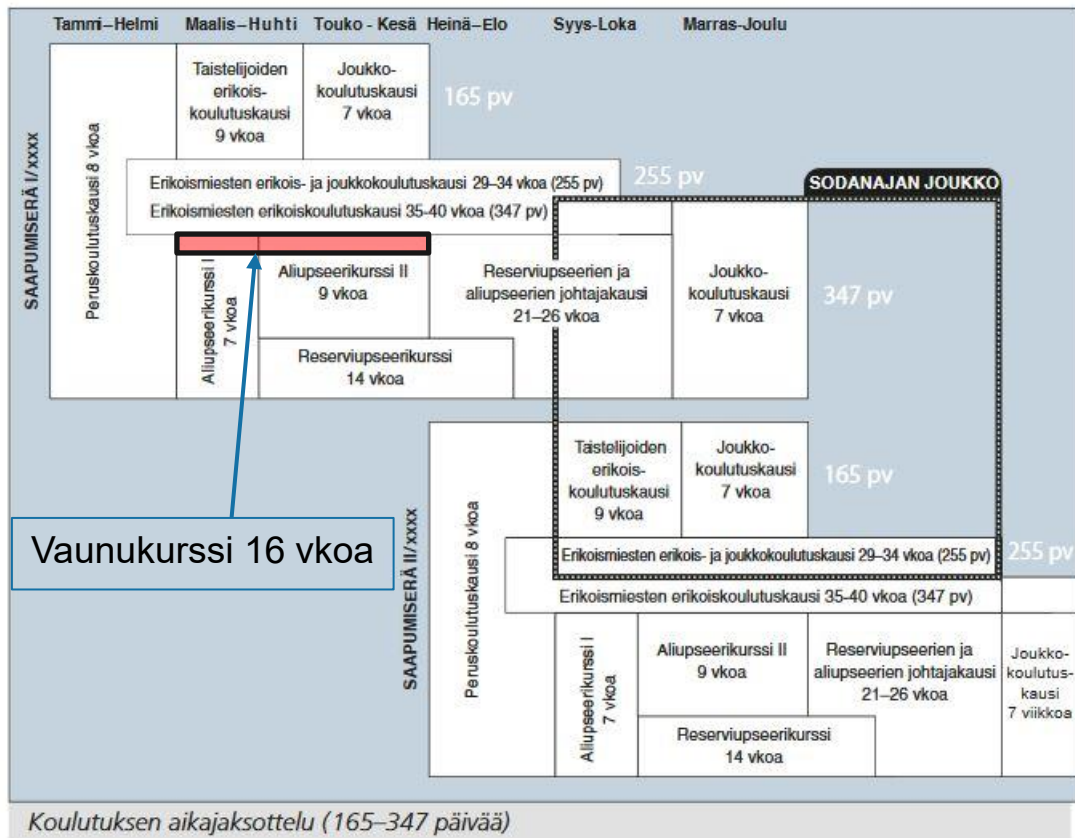 Tammi–Helmi Maalis–Huhti Touko - Kesä Heinä–Elo Syys-Loka Marras-Joulu
SAAPUMISERÄ I/xxxx
Peruskoulutuskausi 8 vkoa
Taistelijoiden
erikois-
koulutuskausi
9 vkoa
Joukko-
koulutuskausi
7 vkoa
165 pv
Erikoismiesten erikois- ja joukkokoulutuskausi 29–34 vkoa (255 pv)
Erikoismiesten erikoiskoulutuskausi 35-40 vkoa (347 pv)
255 pv
SODANAJAN JOUKKO
Aliupseerikurssi I
7 vkoa
Aliupseerikurssi II
9 vkoa
Reserviupseerikurssi
14 vkoa
Reserviupseerien ja
aliupseerien johtajakausi
21–26 vkoa
Joukko-
koulutuskausi
7 vkoa
347 pv
Vaunukurssi 16 vkoa
SAAPUMISERÄ II/xxxx
Peruskoulutuskausi 8 vkoa
Taistelijoiden
erikois-
koulutuskausi
9 vkoa
Joukko-
koulutuskausi
7 vkoa
165 pv
Erikoismiesten erikois- ja joukkokoulutuskausi 29–34 vkoa (255 pv)
255 pv
Erikoismiesten erikoiskoulutuskausi 35-40 vkoa (347 pv)
Aliupseerikurssi I
7 vkoa
Aliupseerikurssi II
9 vkoa
Reserviupseerikurssi
14 vkoa
Reserviupseerien ja
aliupseerien johtajakausi
21–26 vkoa
Joukko-
koulutus-
kausi
7 viikkoa
Koulutuksen aikajaksottelu (165–347 päivää)